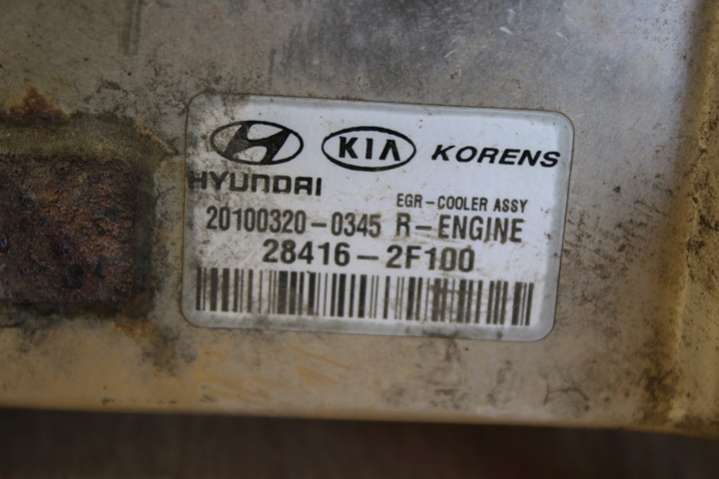 KIA KORENS
HYUNDAI
EGR-COOLER ASSY
20100320-0345 R-ENGINE
28416-2F100